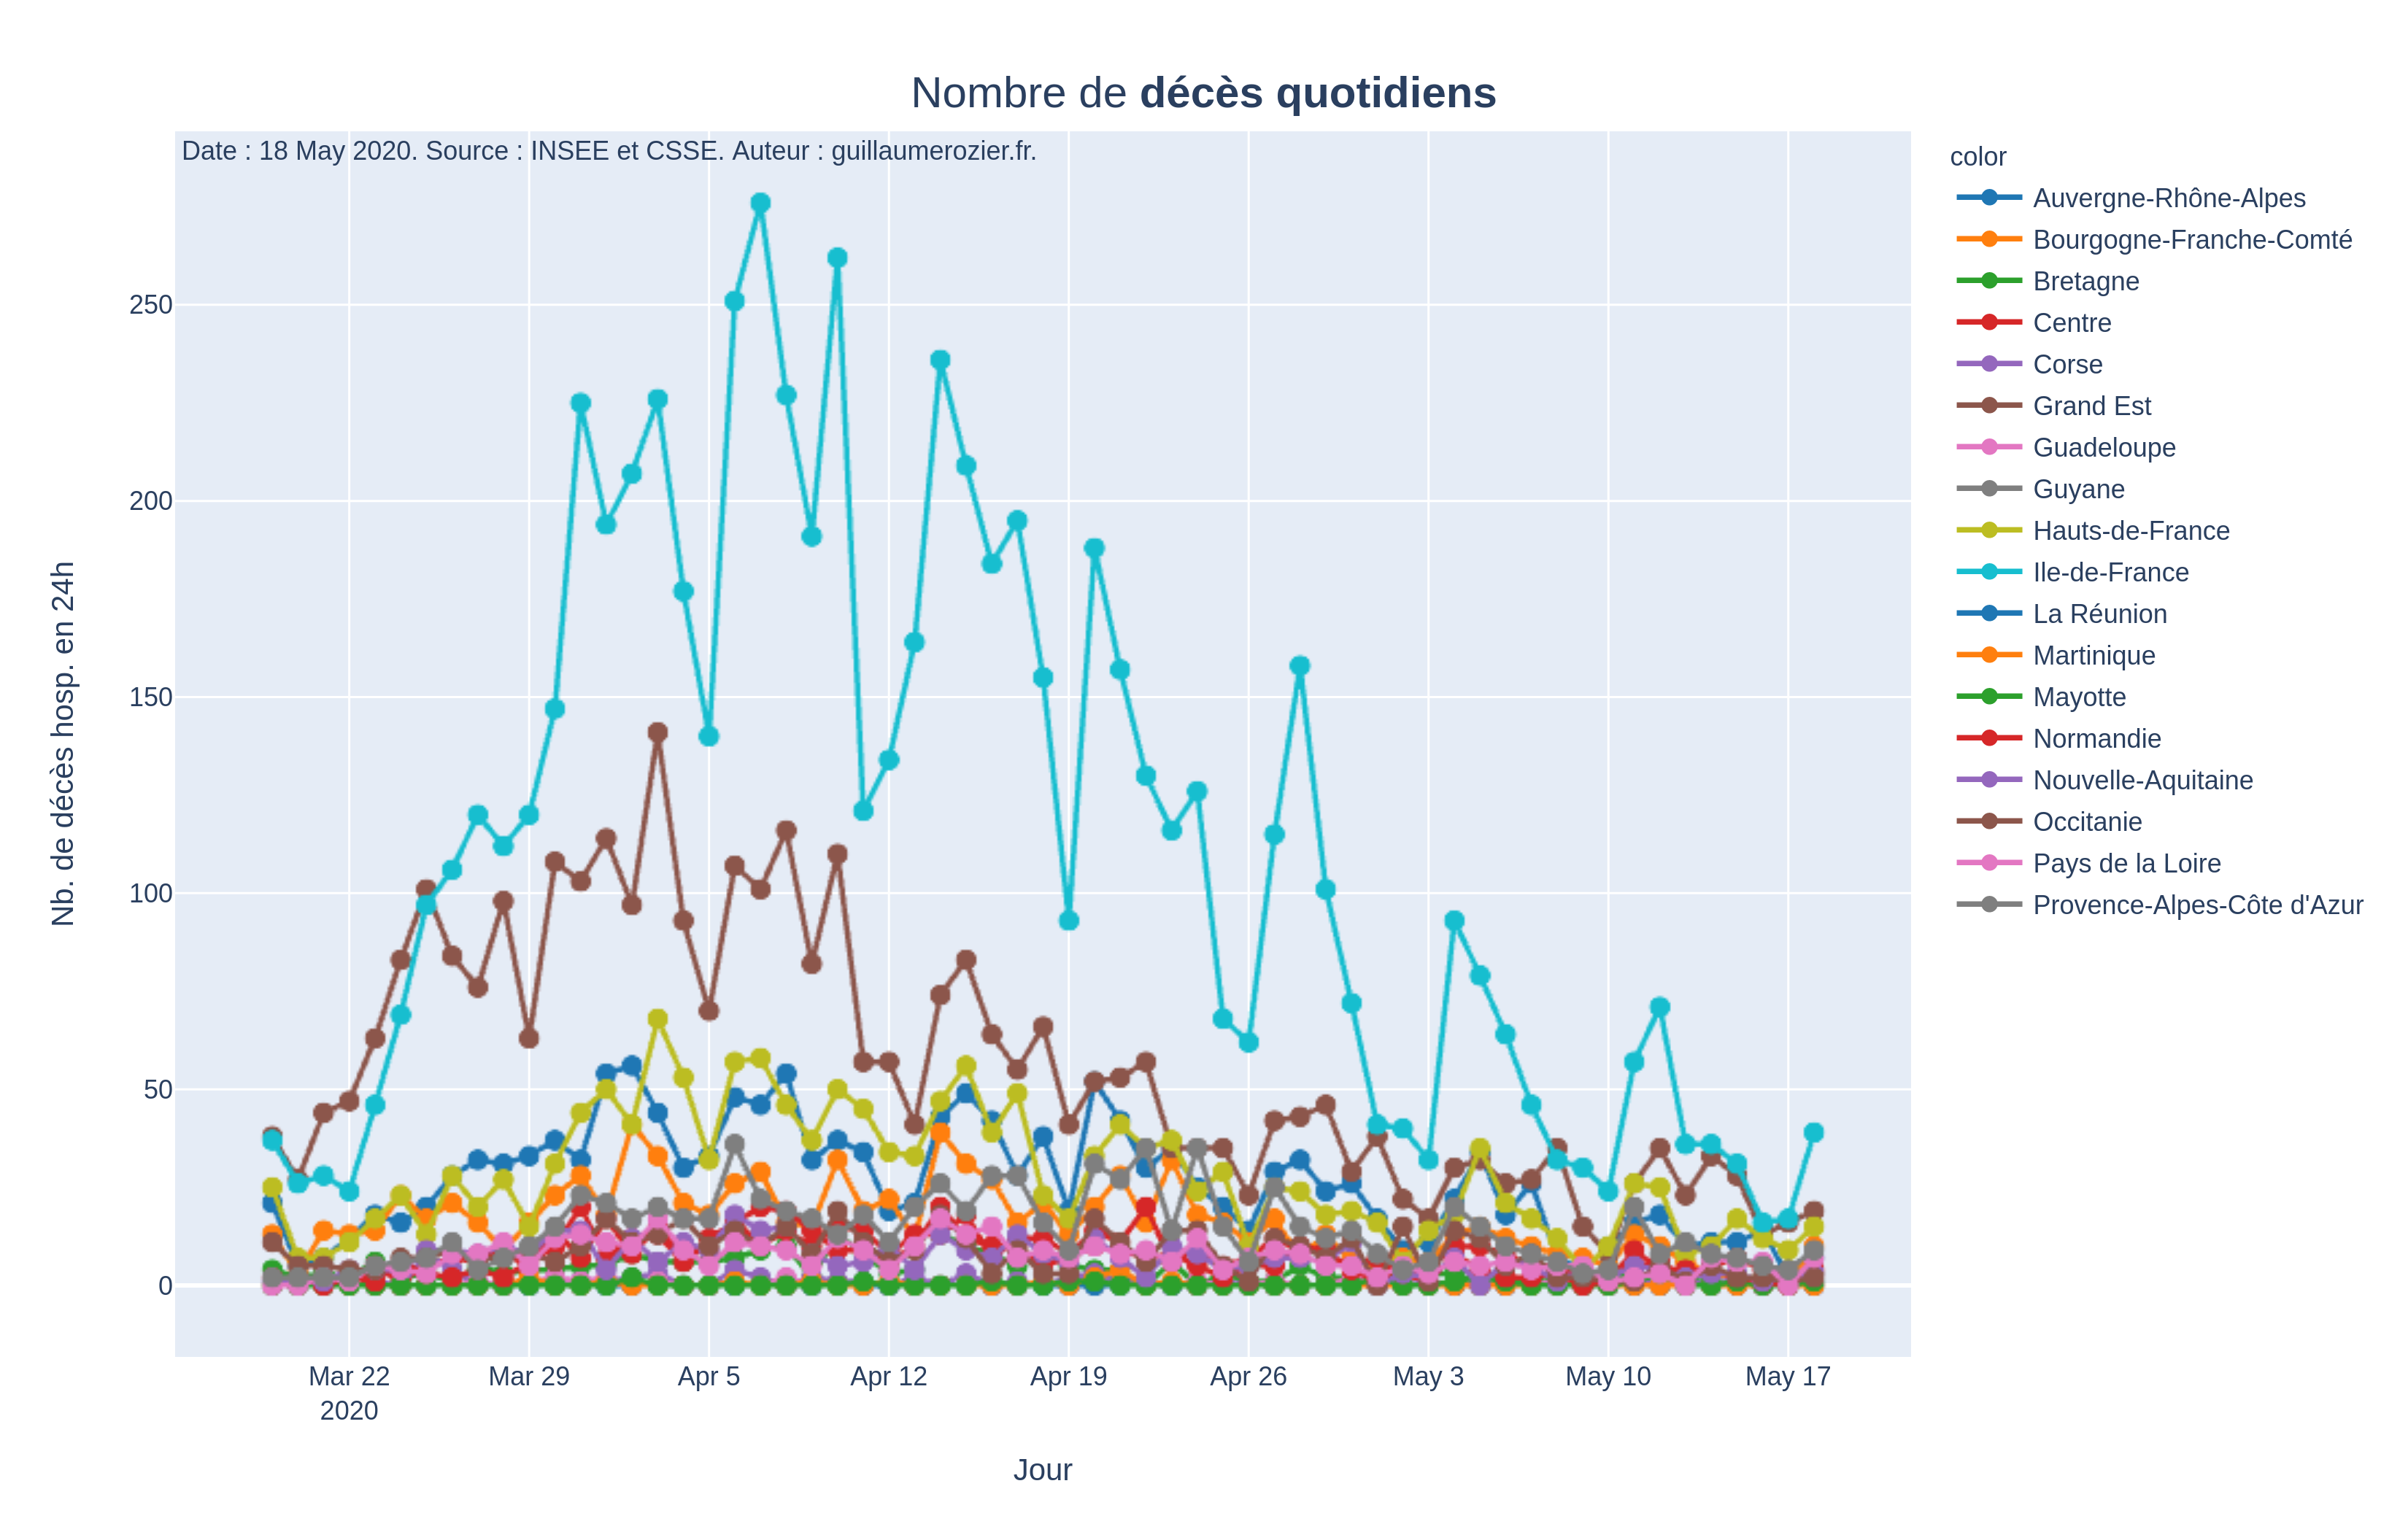 Nombre de décès quotidiens
Date : 18 May 2020. Source : INSEE et CSSE. Auteur : guillaumerozier.fr.
color
Auvergne-Rhône-Alpes
Bourgogne-Franche-Comté
Bretagne
Centre
Corse
Grand Est
Guadeloupe
Guyane
Hauts-de-France
Ile-de-France
La Réunion
Martinique
Mayotte
Normandie
Nouvelle-Aquitaine
Occitanie
Pays de la Loire
Provence-Alpes-Côte d'Azur
Nb. de décès hosp. en 24h
250
200
150
100
50
0
Mar 22 Mar 29 Apr 5 Apr 12 Apr 19 Apr 26 May 3 May 10 May 17
2020
Jour